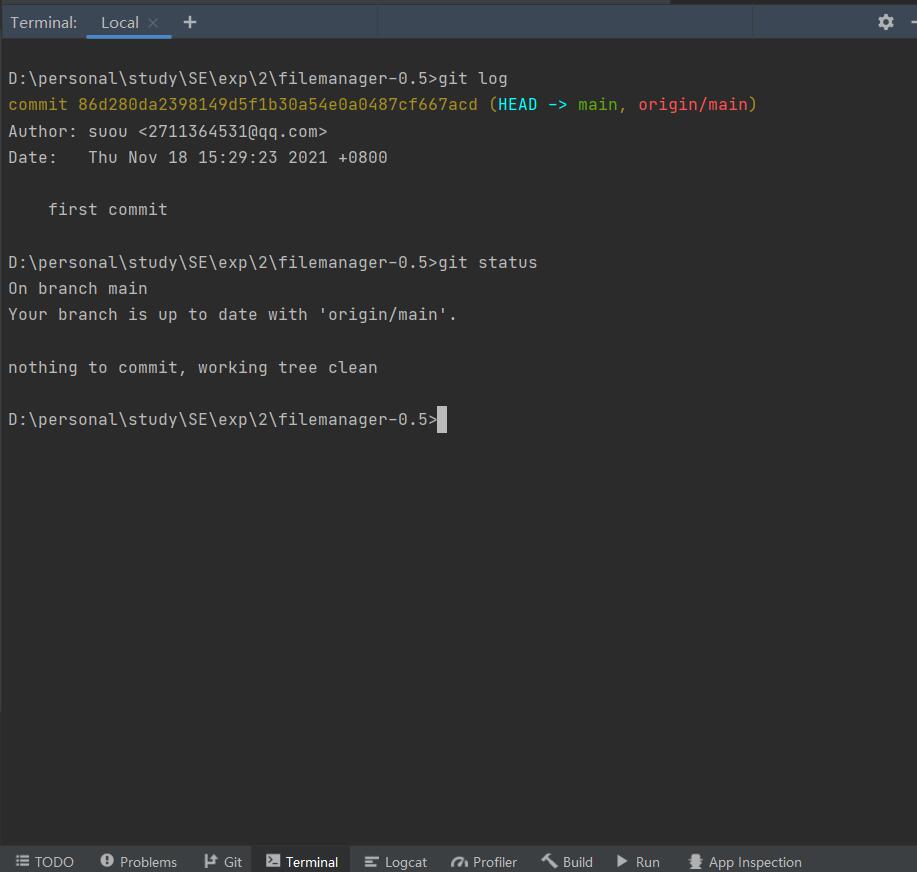 Terminal: Local × +
D:\personal\study\SE\exp\2\filemanager-0.5>git log
commit 86d280da2398149d5f1b30a54e0a0487cf667acd (HEAD -> main, origin/main)
Author: suou <2711364531@qq.com>
Date:   Thu Nov 18 15:29:23 2021 +0800
first commit
D:\personal\study\SE\exp\2\filemanager-0.5>git status
On branch main
Your branch is up to date with 'origin/main'.
nothing to commit, working tree clean
D:\personal\study\SE\exp\2\filemanager-0.5>
TODO Problems Git Terminal Logcat Profiler Build Run App Inspection